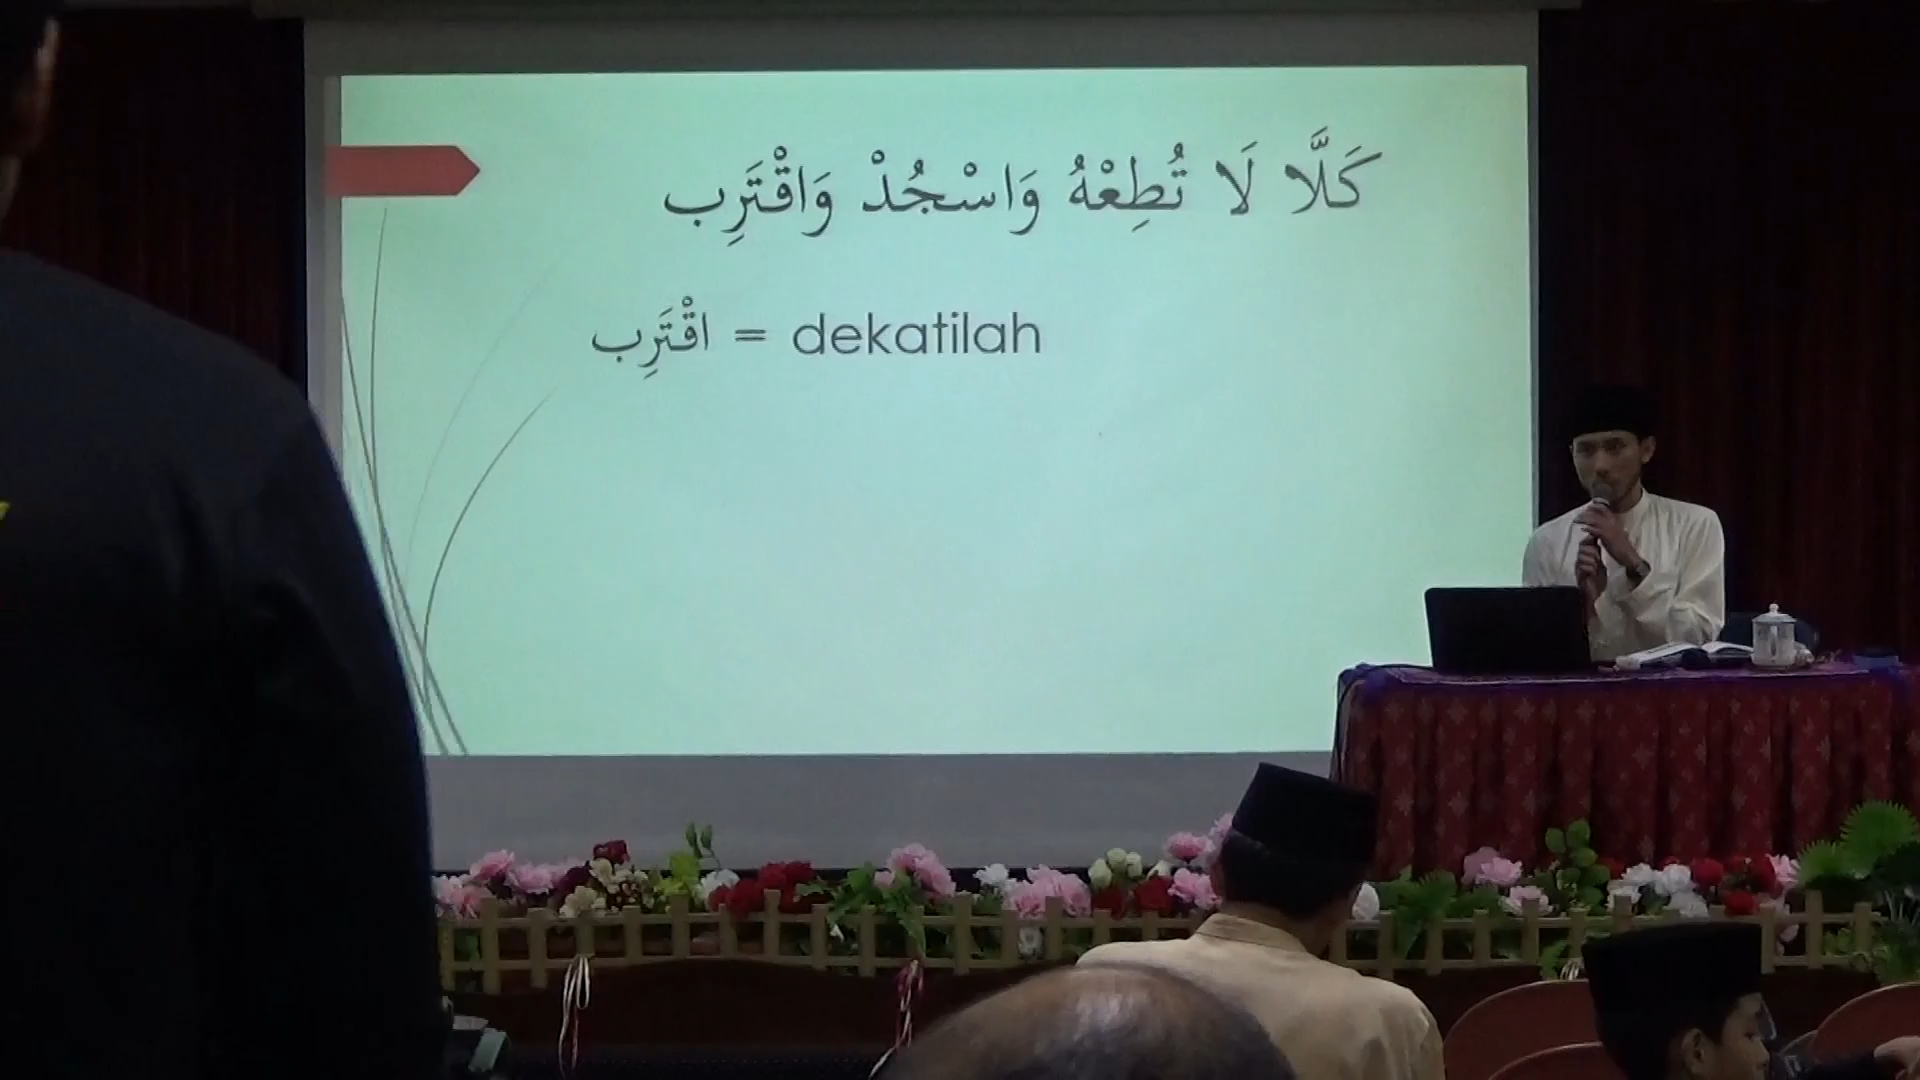 كَلَّا لَا تُطِعْهُ وَاسْجُدْ وَاقْتَرِب
اقْتَرِب = dekatilah